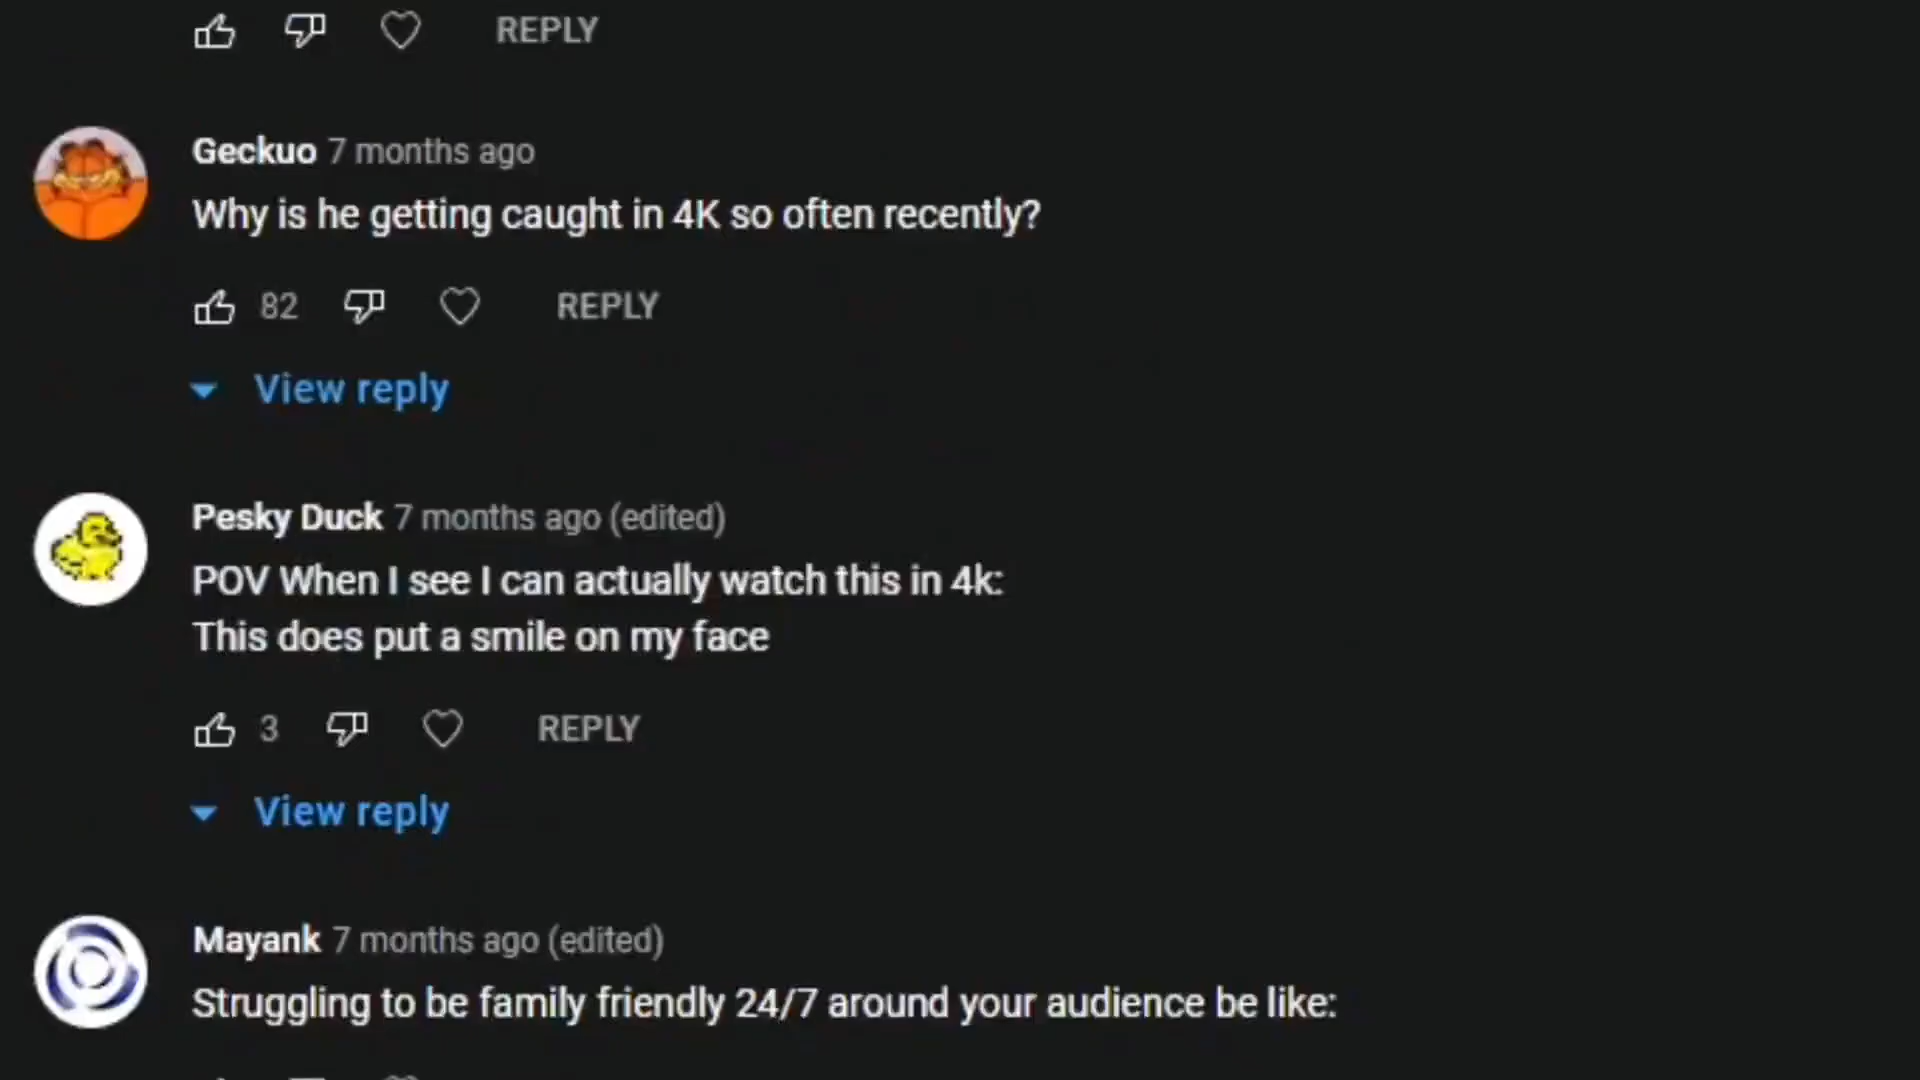 REPLY
Geckuo 7 months ago
Why is he getting caught in 4K so often recently?
82 REPLY
View reply
Pesky Duck 7 months ago (edited)
POV When I see I can actually watch this in 4k:
This does put a smile on my face
3 REPLY
View reply
Mayank 7 months ago (edited)
Struggling to be family friendly 24/7 around your audience be like: